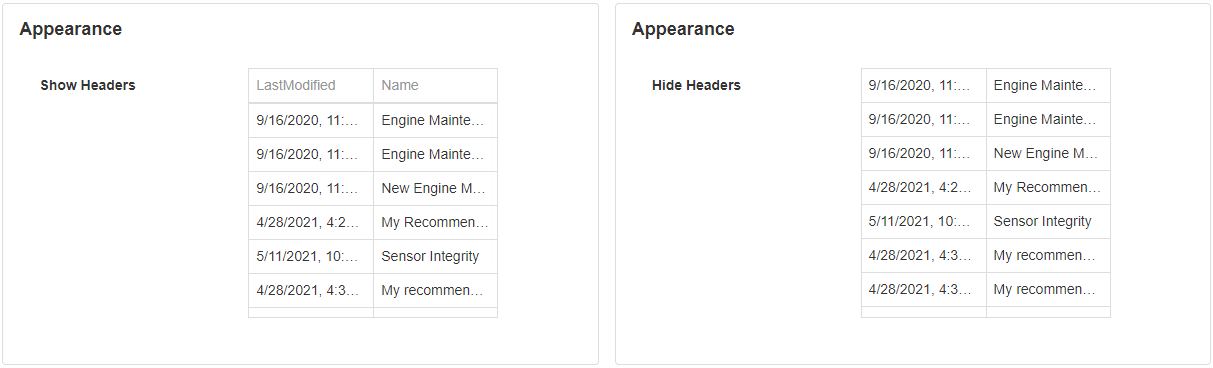 Appearance
Show Headers
LastModified Name
9/16/2020, 11:... Engine Mainte...
9/16/2020, 11:... Engine Mainte...
9/16/2020, 11:... New Engine M...
4/28/2021, 4:2... My Recommen...
5/11/2021, 10:... Sensor Integrity
4/28/2021, 4:3... My recommen...
Appearance
Hide Headers
9/16/2020, 11:... Engine Mainte...
9/16/2020, 11:... Engine Mainte...
9/16/2020, 11:... New Engine M...
4/28/2021, 4:2... My Recommen...
5/11/2021, 10:... Sensor Integrity
4/28/2021, 4:3... My recommen...
4/28/2021, 4:3... My recommen...